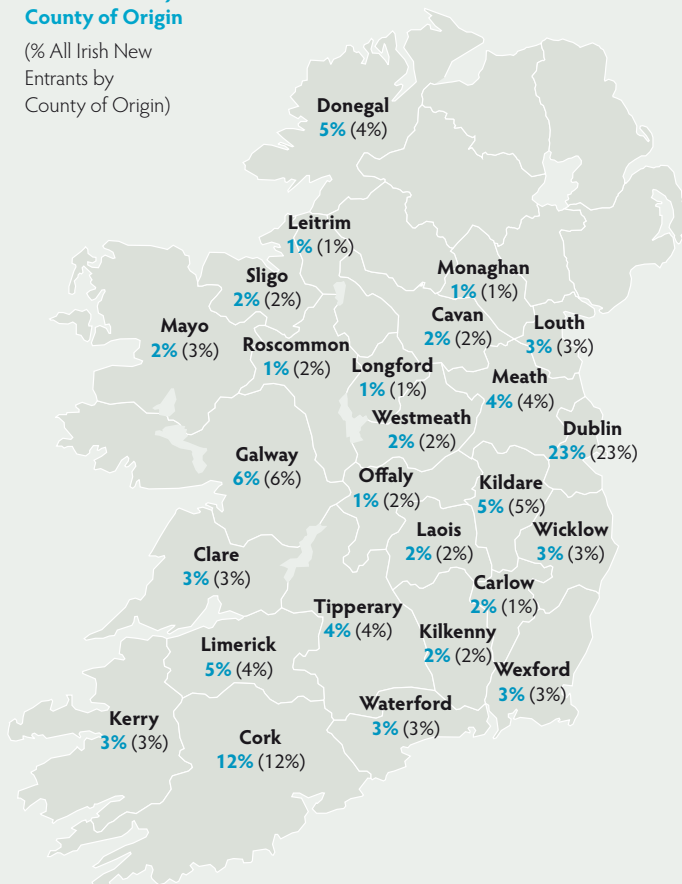 County of Origin
(% All Irish New
Entrants by
County of Origin)
Donegal
5% (4%)
Leitrim
1% (1%)
Sligo
2% (2%)
Monaghan
1% (1%)
Cavan
2% (2%)
Louth
3% (3%)
Mayo
2% (3%)
Roscommon
1% (2%)
Longford
1% (1%)
Meath
4% (4%)
Westmeath
2% (2%)
Dublin
23% (23%)
Galway
6% (6%)
Offaly
1% (2%)
Kildare
5% (5%)
Laois
2% (2%)
Wicklow
3% (3%)
Clare
3% (3%)
Carlow
2% (1%)
Tipperary
4% (4%)
Kilkenny
2% (2%)
Limerick
5% (4%)
Wexford
3% (3%)
Waterford
3% (3%)
Kerry
3% (3%)
Cork
12% (12%)